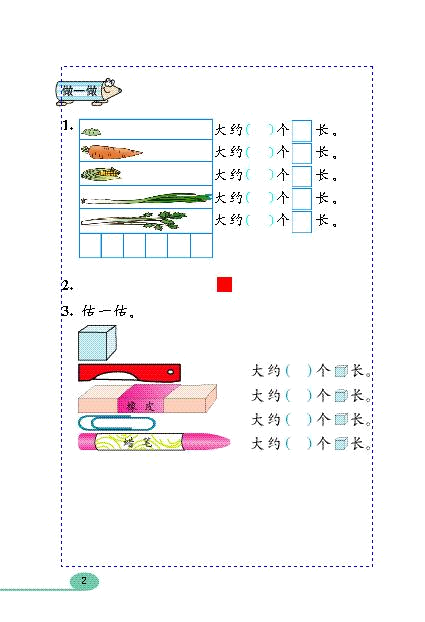 做一做
1.
大约( )个 长。
大约( )个 长。
大约( )个 长。
大约( )个 长。
大约( )个 长。
2.
3. 估一估。
大约( )个 长。
橡皮 大约( )个 长。
大约( )个 长。
蜡笔 大约( )个 长。
2